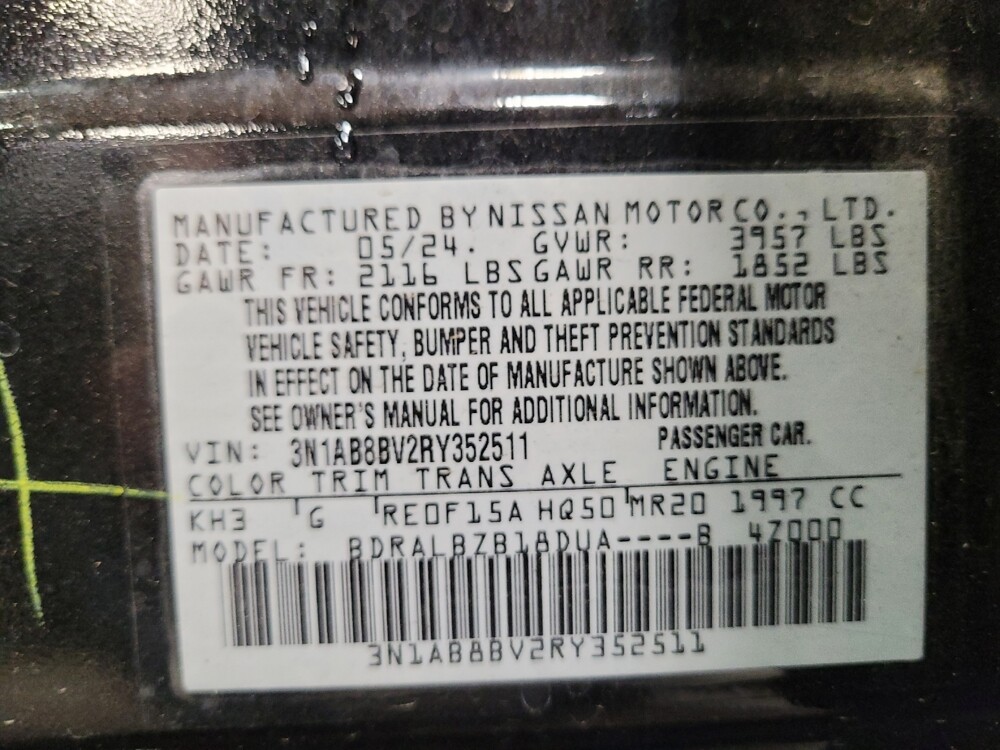 MANUFACTURED BY NISSAN MOTOR CO., LTD.
DATE: 05/24. GVWR: 3957 LBS
GAWR FR: 2116 LBS GAWR RR: 1852 LBS
THIS VEHICLE CONFORMS TO ALL APPLICABLE FEDERAL MOTOR
VEHICLE SAFETY, BUMPER AND THEFT PREVENTION STANDARDS
IN EFFECT ON THE DATE OF MANUFACTURE SHOWN ABOVE.
SEE OWNER'S MANUAL FOR ADDITIONAL INFORMATION.
VIN: 3N1AB8BV2RY352511 PASSENGER CAR.
COLOR TRIM TRANS AXLE ENGINE
KH3 G RE0F15A HQ50 MR20 1997 CC
MODEL: BDRALBZB18DUA----B 4Z000
3N1AB8BV2RY352511